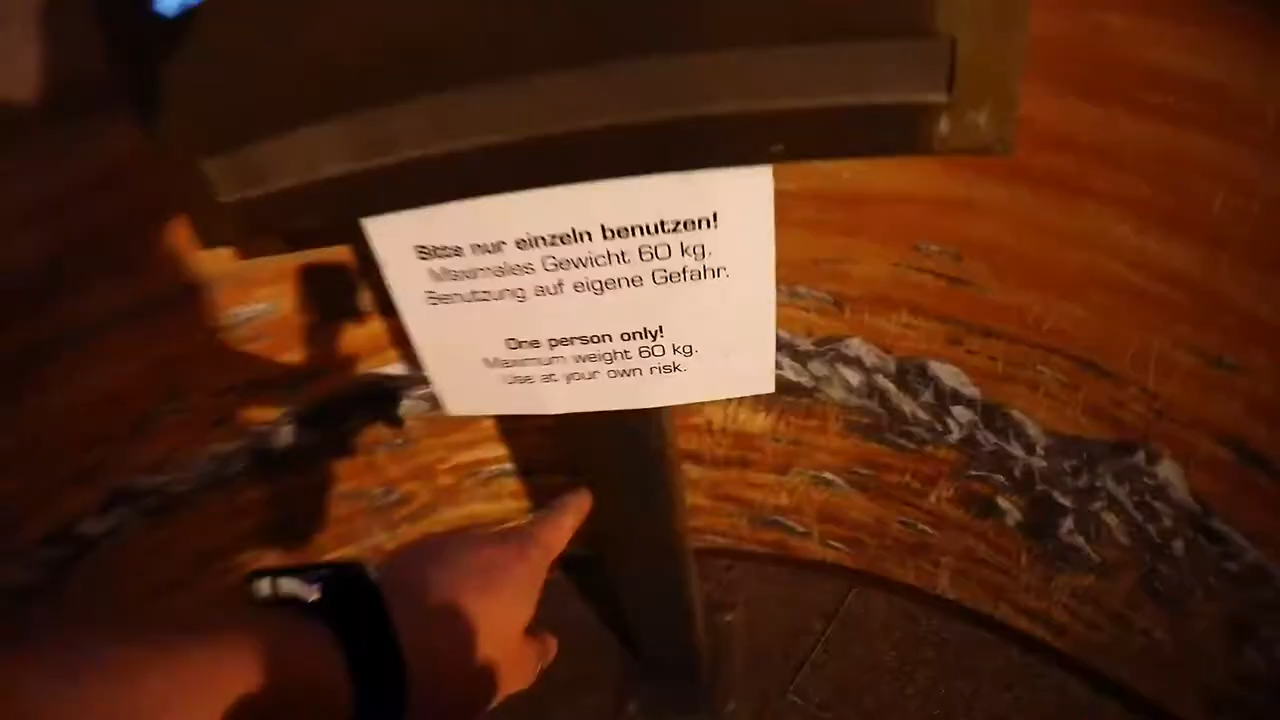 Bitte nur einzeln benutzen!
Maximales Gewicht 60 kg.
Benutzung auf eigene Gefahr.
One person only!
Maximum weight 60 kg.
Use at your own risk.